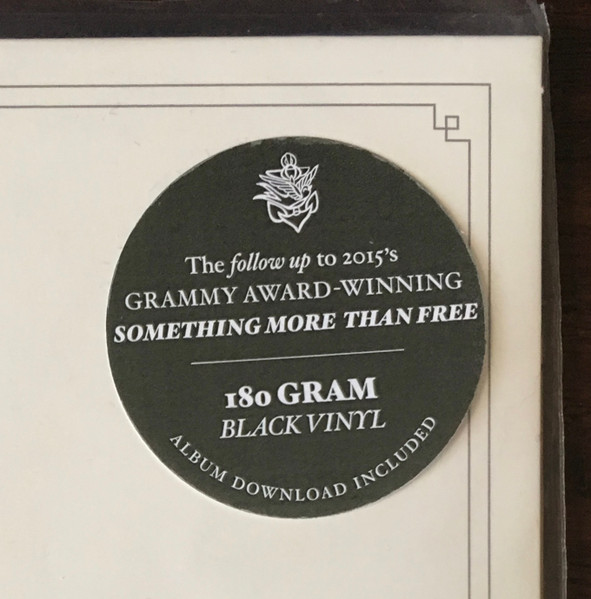 The follow up to 2015's
GRAMMY AWARD-WINNING
SOMETHING MORE THAN FREE
180 GRAM
BLACK VINYL
ALBUM DOWNLOAD INCLUDED